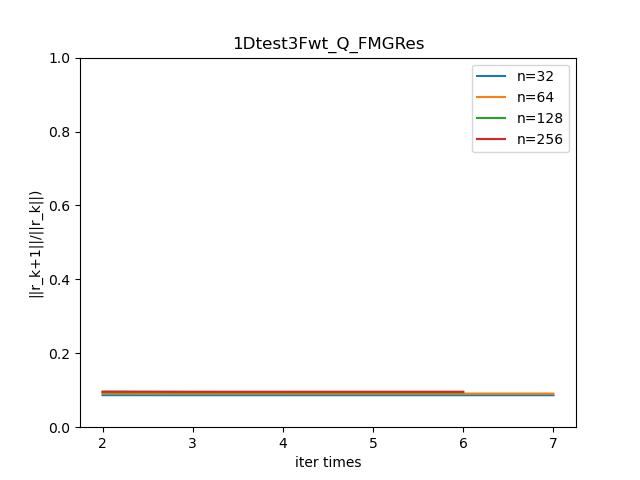 1Dtest3Fwt_Q_FMGRes
1.0
0.8
0.6
0.4
0.2
0.0
||r_k+1||/||r_k||)
n=32
n=64
n=128
n=256
2 3 4 5 6 7
iter times